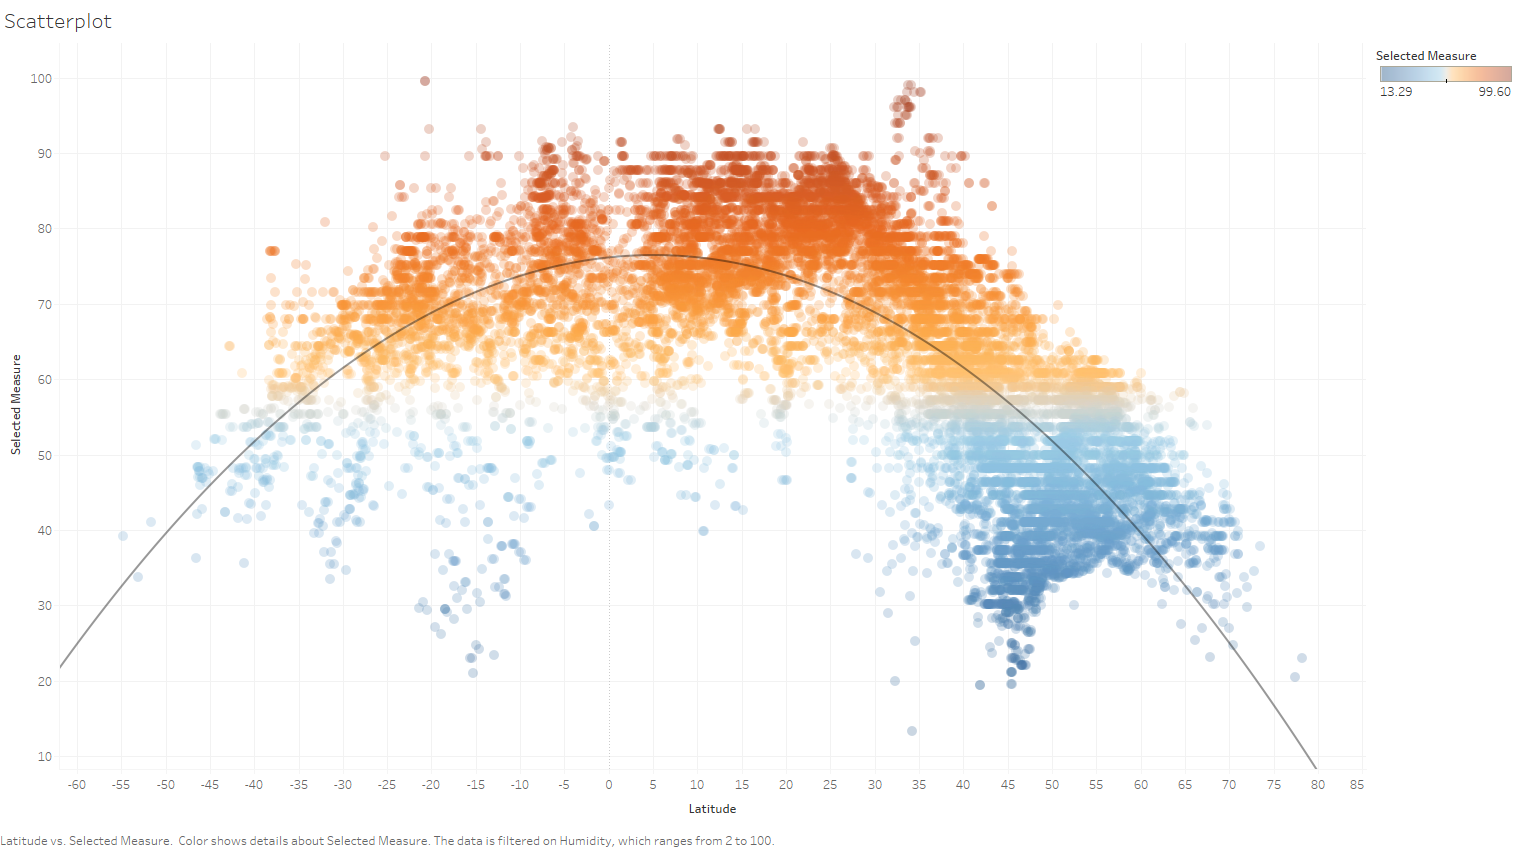 Scatterplot
Selected Measure
13.29 99.60
100
90
80
70
60
50
40
30
20
10
Selected Measure
-60 -55 -50 -45 -40 -35 -30 -25 -20 -15 -10 -5 0 5 10 15 20 25 30 35 40 45 50 55 60 65 70 75 80 85
Latitude
Latitude vs. Selected Measure. Color shows details about Selected Measure. The data is filtered on Humidity, which ranges from 2 to 100.